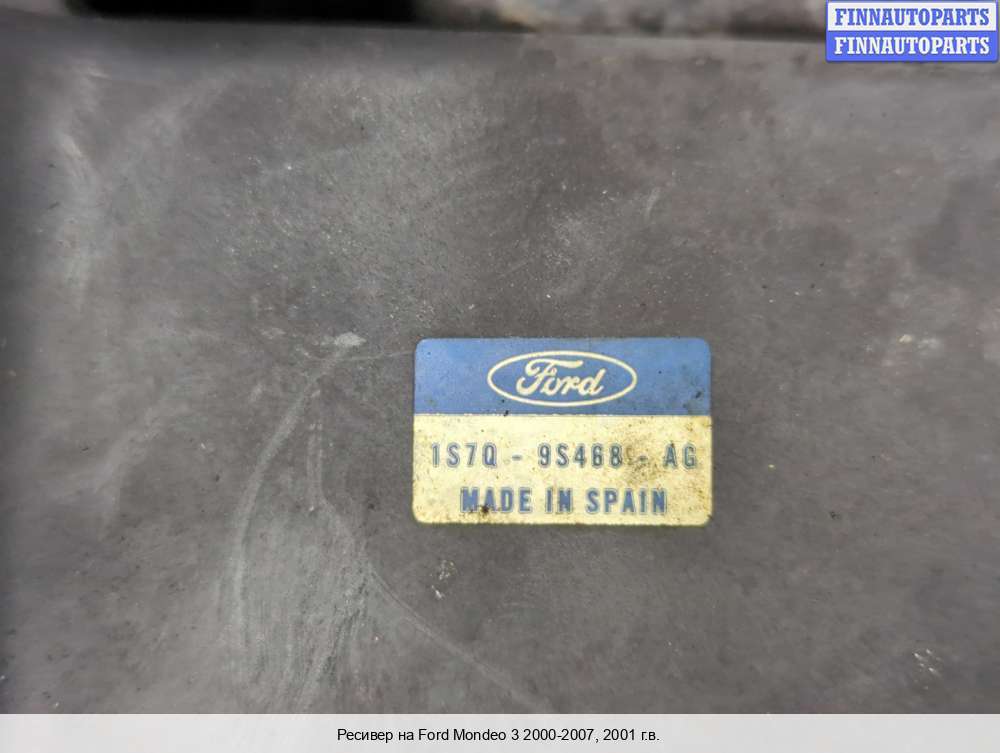 FINNAUTOPARTS
FINNAUTOPARTS
Ford
1S7Q - 9S468 - AG
MADE IN SPAIN
Ресивер на Ford Mondeo 3 2000-2007, 2001 г.в.